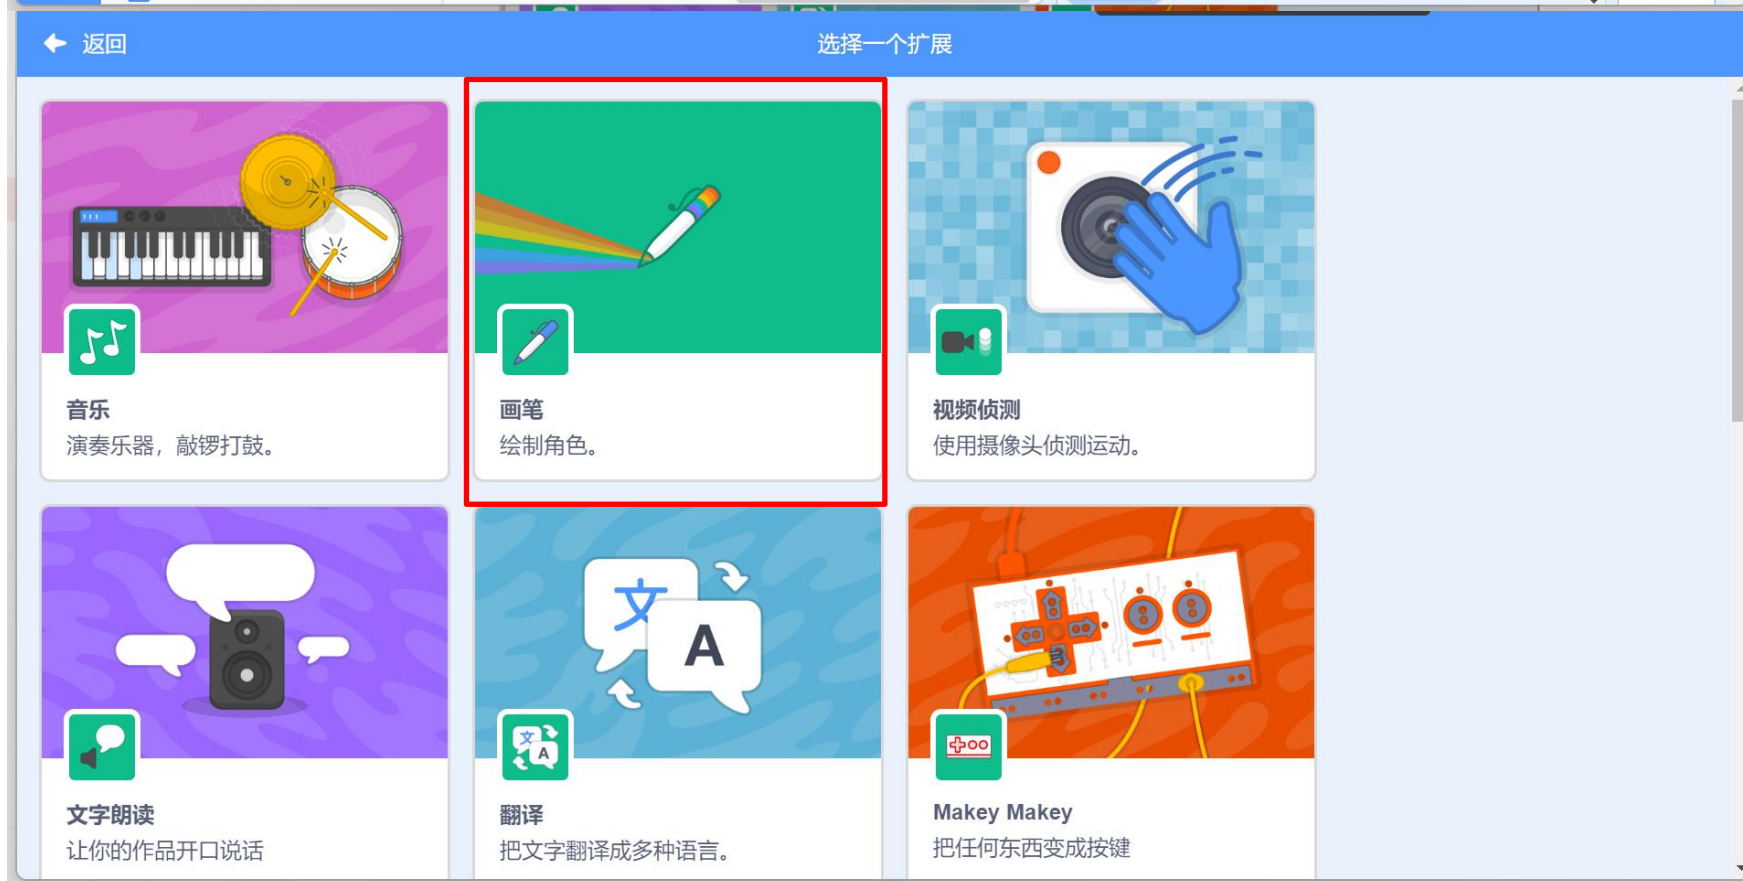 返回
选择一个扩展
音乐
演奏乐器，敲锣打鼓。
画笔
绘制角色。
视频侦测
使用摄像头侦测运动。
文
A
文字朗读
让你的作品开口说话
文
A
翻译
把文字翻译成多种语言。
Makey Makey
把任何东西变成按键